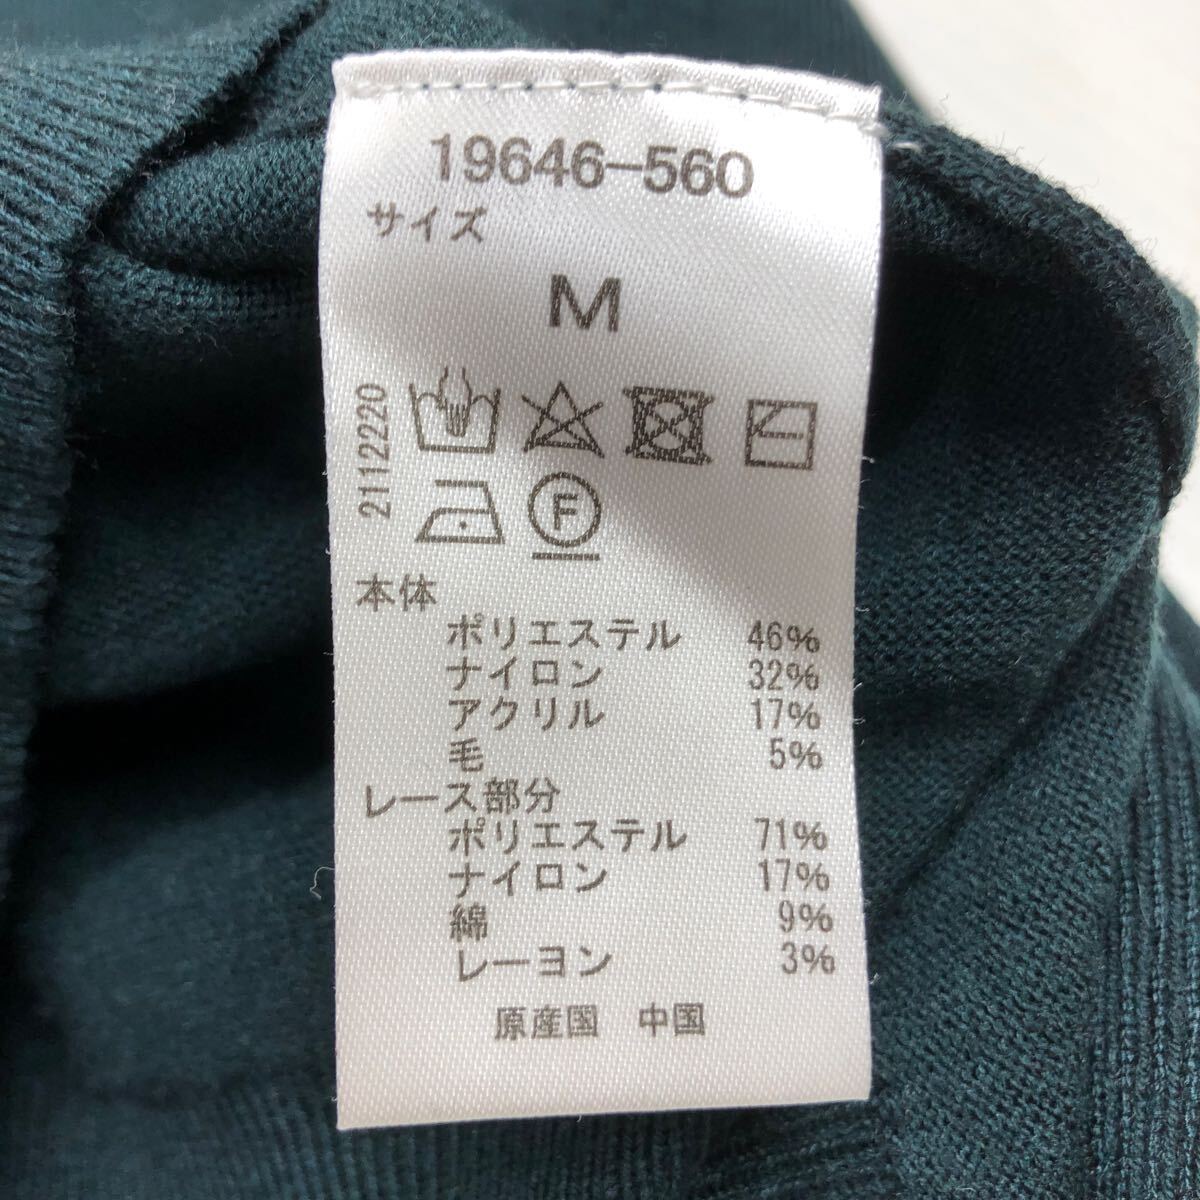 19646-560
サイズ
M
2112220
F
本体
ポリエステル 46%
ナイロン 32%
アクリル 17%
毛 5%
レース部分
ポリエステル 71%
ナイロン 17%
綿 9%
レーヨン 3%
原産国 中国